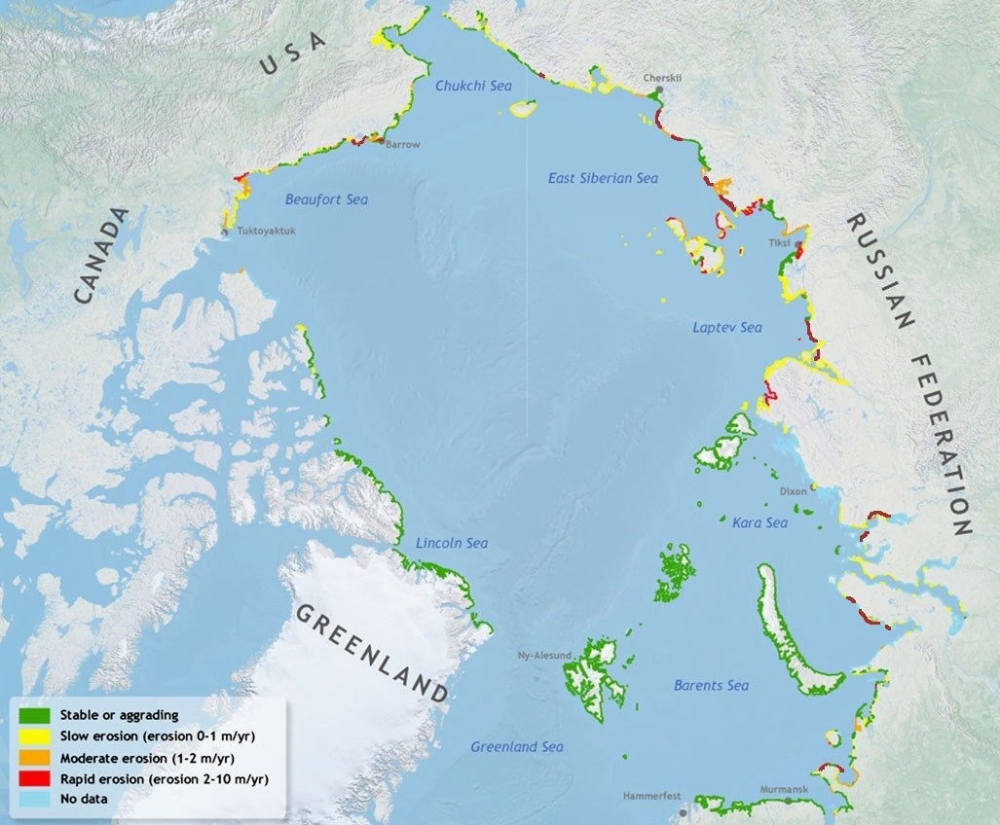 USA
Chukchi Sea
Cherskii
Barrow
East Siberian Sea
Beaufort Sea
CANADA
Tuktoyaktuk
Tiksi
RUSSIAN FEDERATION
Laptev Sea
Dixon
Kara Sea
Lincoln Sea
GREENLAND
Ny-Alesund
Barents Sea
Greenland Sea
Murmansk
Hammerfest
Stable or aggrading
Slow erosion (erosion 0-1 m/yr)
Moderate erosion (1-2 m/yr)
Rapid erosion (erosion 2-10 m/yr)
No data